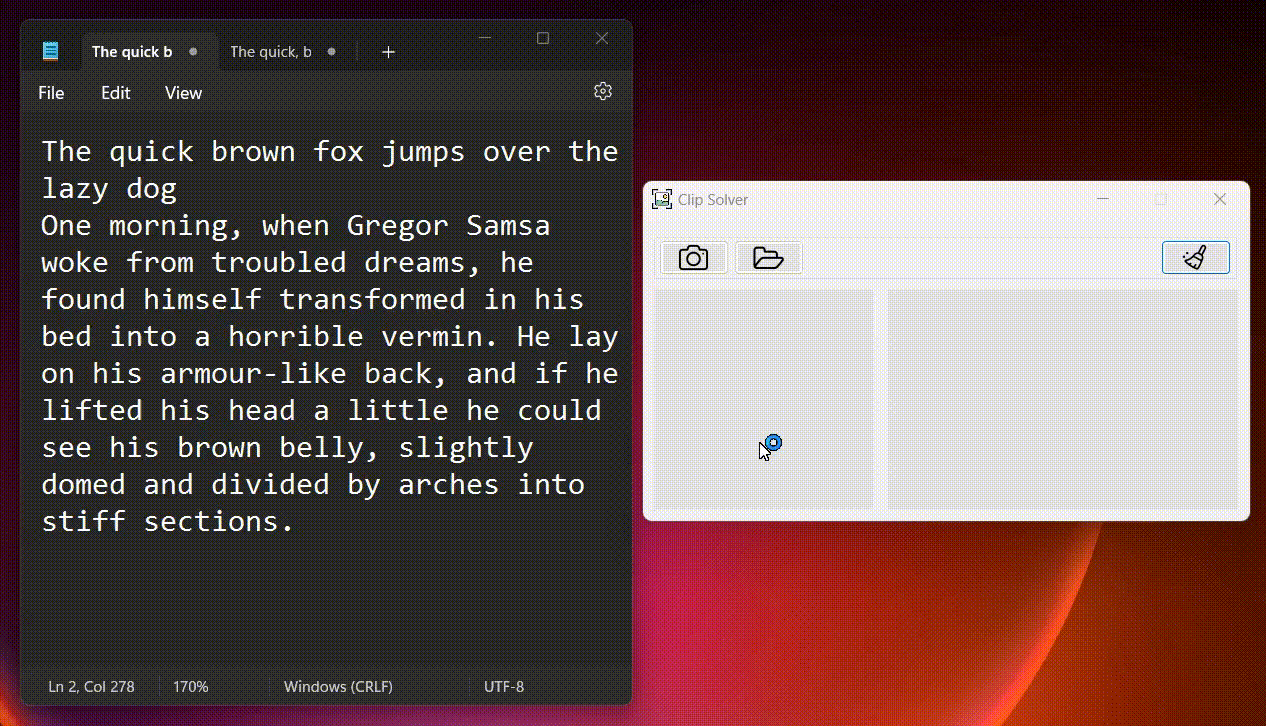 The quick b
The quick, b
File Edit View
The quick brown fox jumps over the
lazy dog
One morning, when Gregor Samsa
woke from troubled dreams, he
found himself transformed in his
bed into a horrible vermin. He lay
on his armour-like back, and if he
lifted his head a little he could
see his brown belly, slightly
domed and divided by arches into
stiff sections.
Ln 2, Col 278 170% Windows (CRLF) UTF-8
Clip Solver